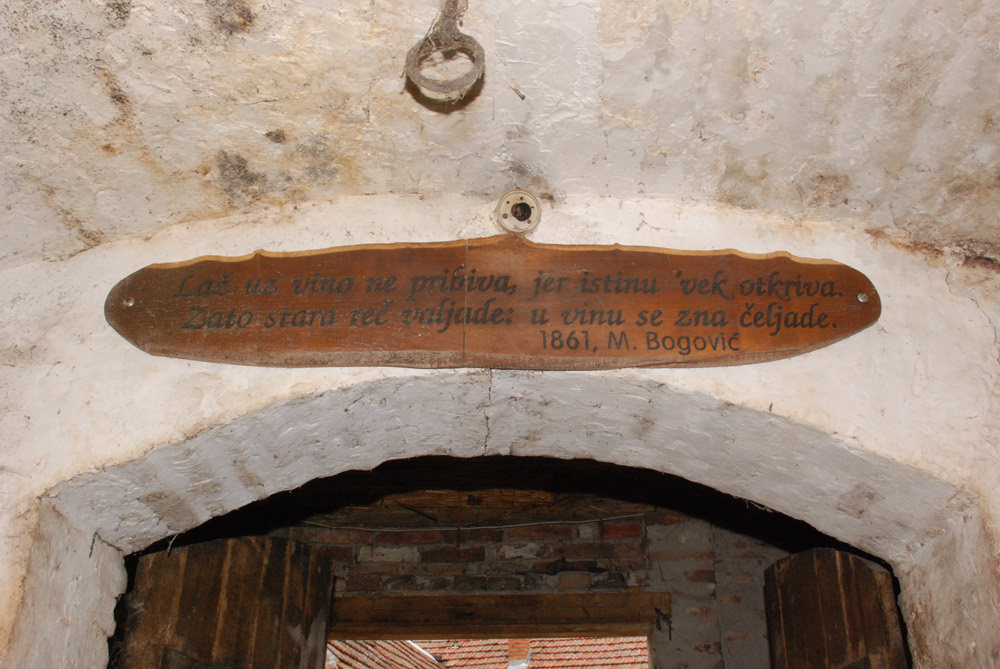 Laž uz vino ne pribiva, jer istinu 'vek otkriva.
Zato stara reč valjade: u vinu se zna čeljade.
1861, M. Bogović